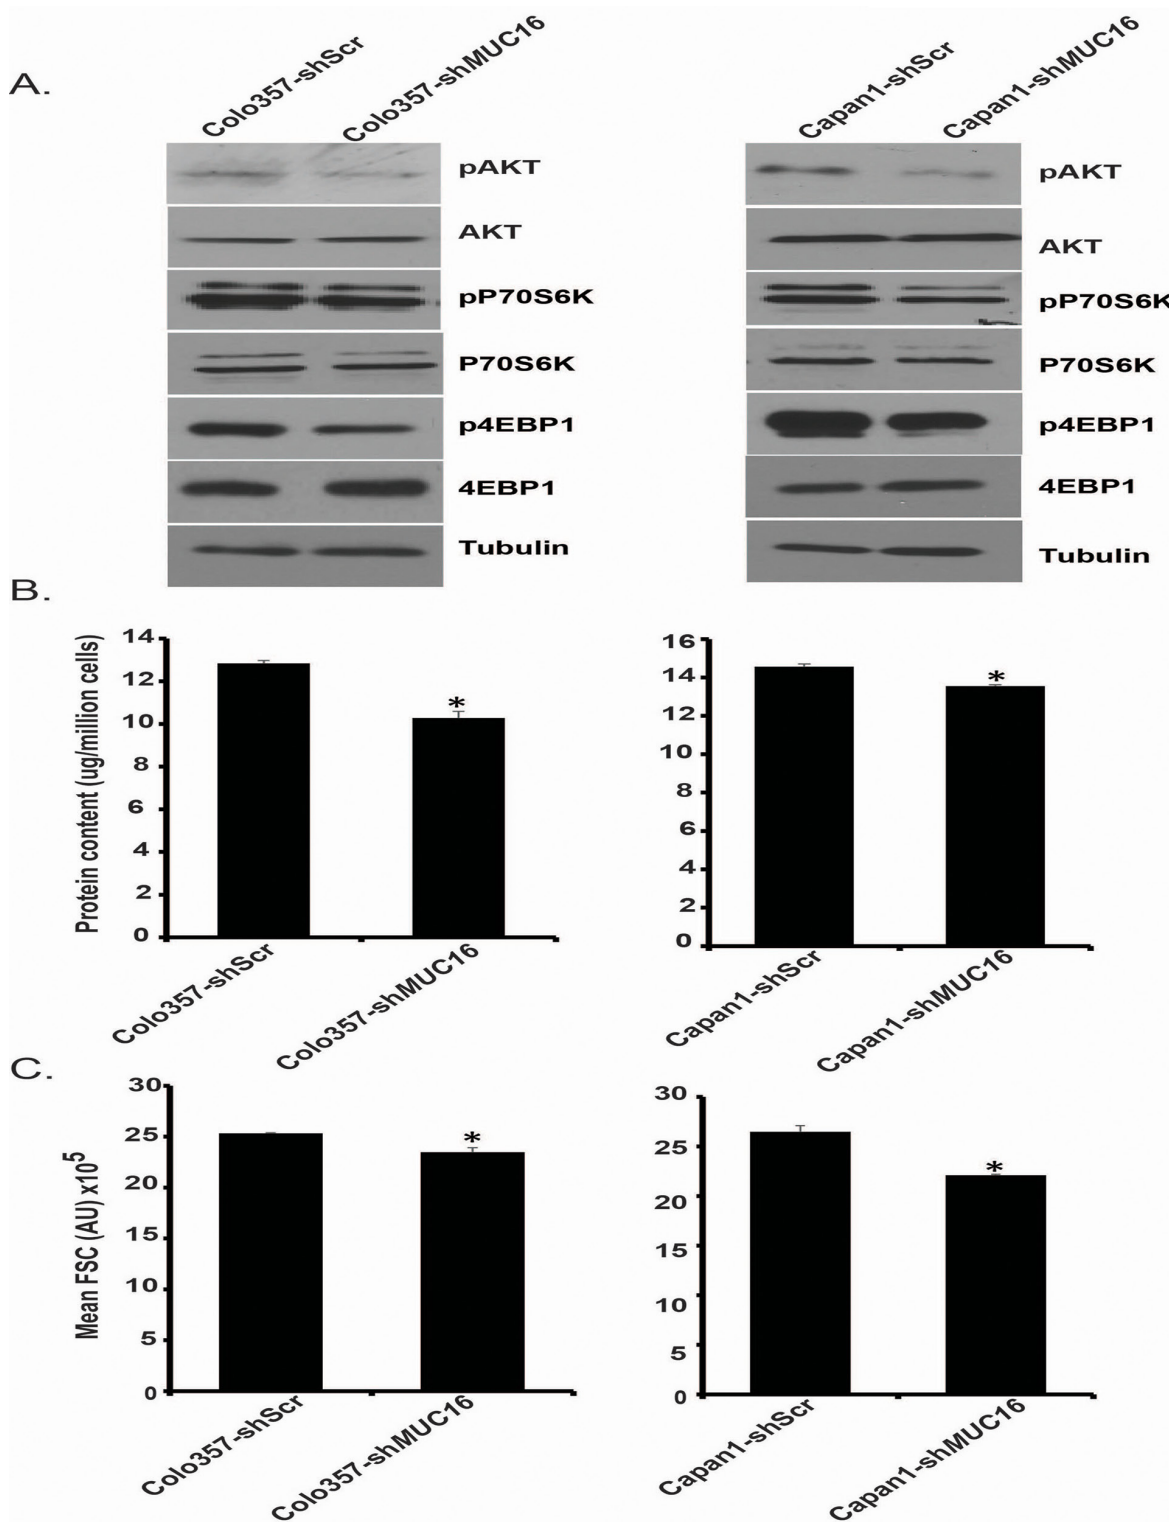 A.
Colo357-shScr
Colo357-shMUC16
Capan1-shScr
Capan1-shMUC16
pAKT
AKT
pP70S6K
P70S6K
p4EBP1
4EBP1
Tubulin
pAKT
AKT
pP70S6K
P70S6K
p4EBP1
4EBP1
Tubulin
B.
Protein content (ug/million cells)
14
12
10
8
6
4
2
0
*
Colo357-shScr
Colo357-shMUC16
16
14
12
10
8
6
4
2
0
*
Capan1-shScr
Capan1-shMUC16
C.
Mean FSC (AU) x10⁵
30
25
20
15
10
5
0
*
Colo357-shScr
Colo357-shMUC16
30
25
20
15
10
5
0
*
Capan1-shScr
Capan1-shMUC16